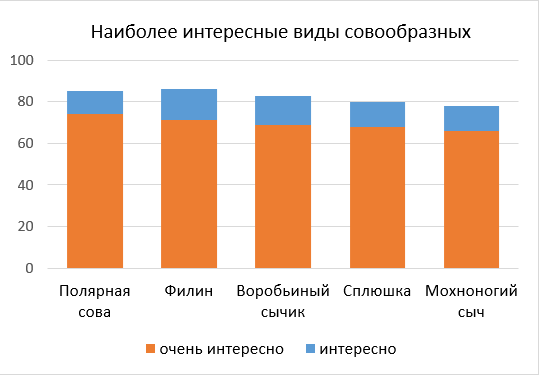 Наиболее интересные виды совообразных
100
80
60
40
20
0
Полярная сова
Филин
Воробьиный сычик
Сплюшка
Мохноногий сыч
очень интересно
интересно